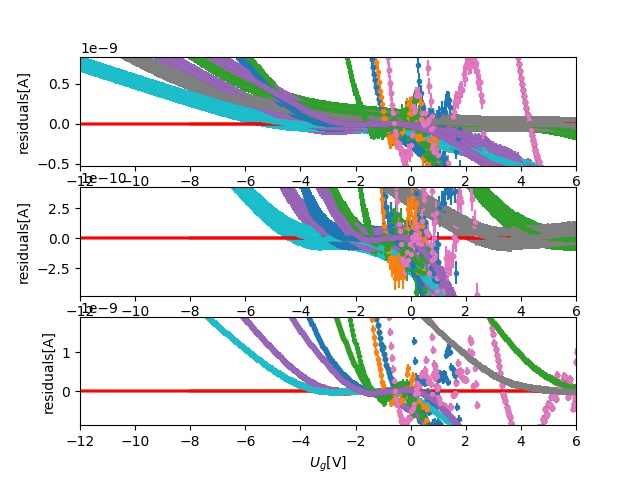 1e−9
residuals[A]
0.5
0.0
−0.5
−12 −10 −8 −6 −4 −2 0 2 4 6
1e−10
residuals[A]
2.5
0.0
−2.5
−12 −10 −8 −6 −4 −2 0 2 4 6
1e−9
residuals[A]
1
0
−12 −10 −8 −6 −4 −2 0 2 4 6
Ug[V]